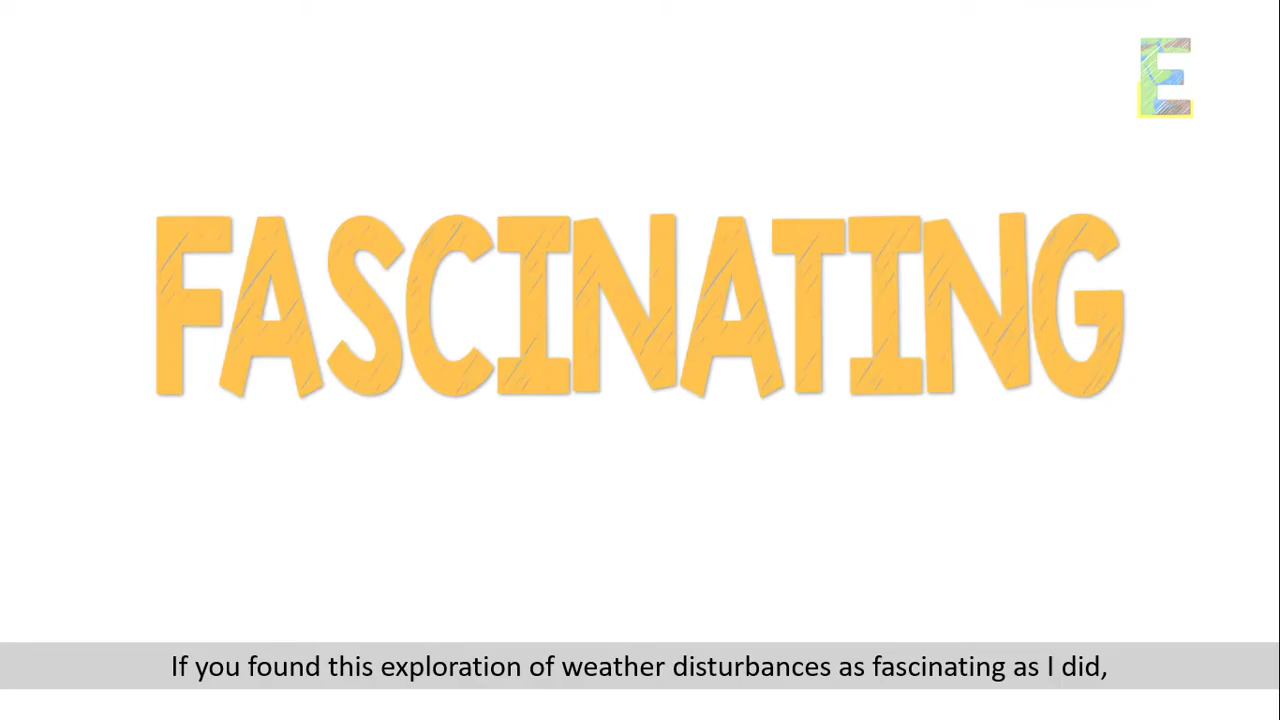 E
FASCINATING
If you found this exploration of weather disturbances as fascinating as I did,